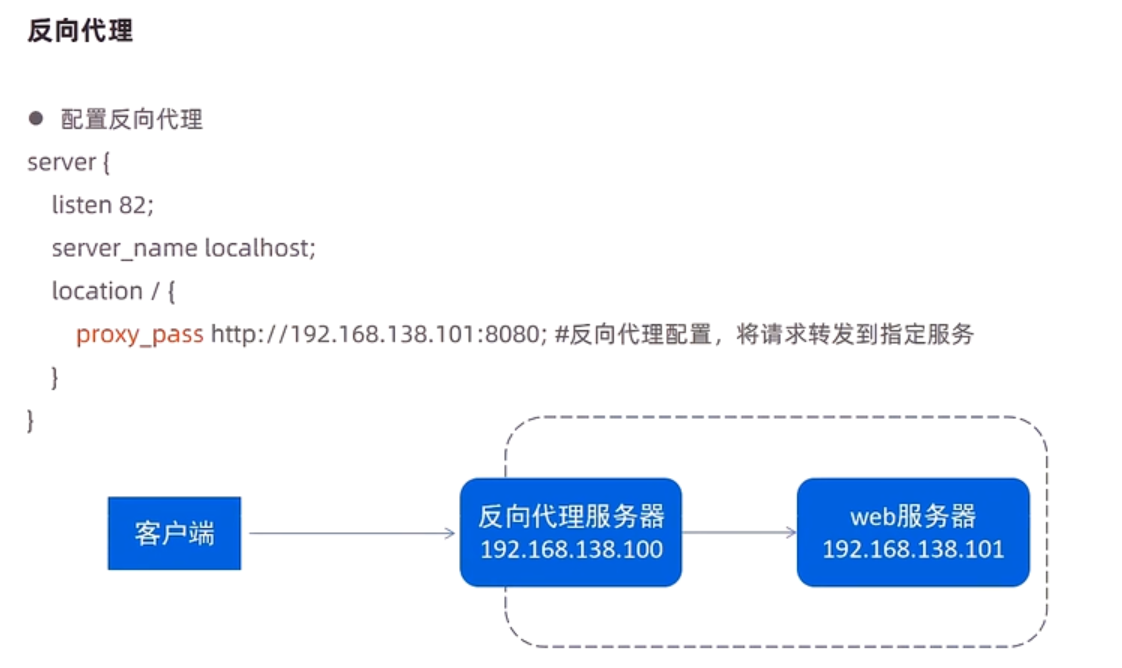 反向代理
● 配置反向代理
server {
listen 82;
server_name localhost;
location / {
proxy_pass http://192.168.138.101:8080; #反向代理配置，将请求转发到指定服务
}
}
客户端
反向代理服务器
192.168.138.100
web服务器
192.168.138.101